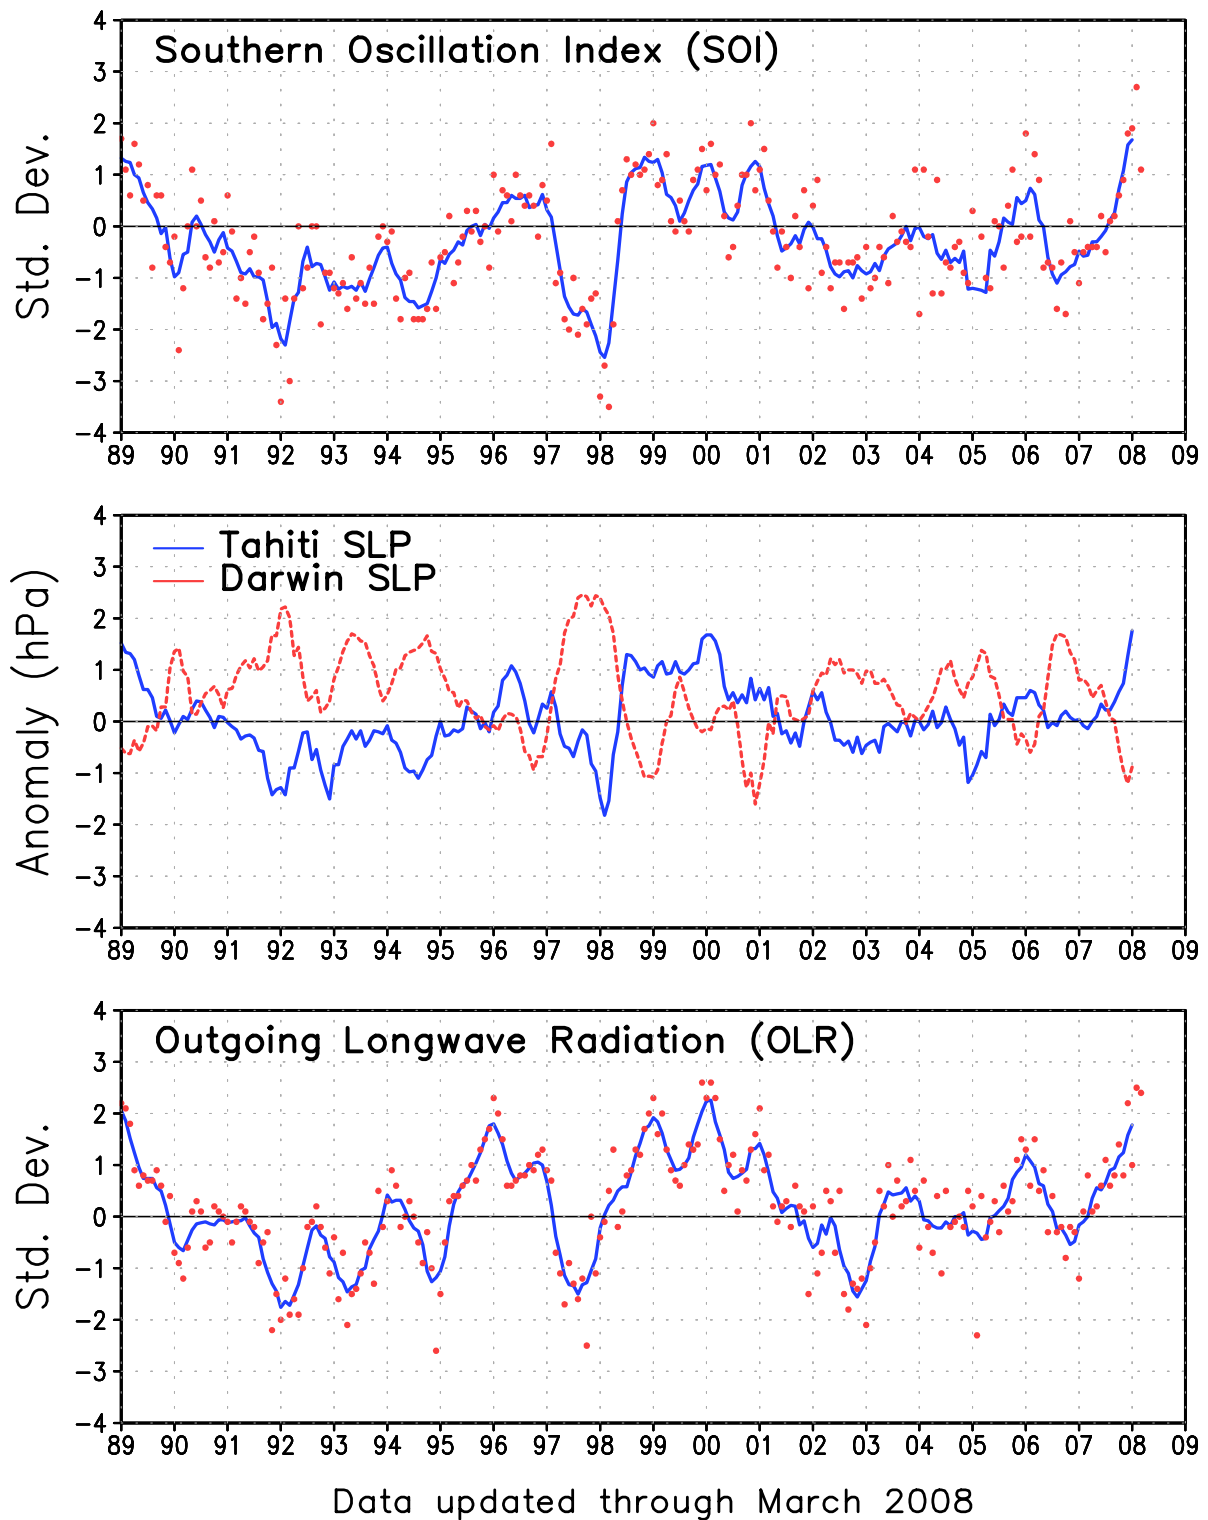 Southern Oscillation Index (SOI)
Std. Dev.
4
3
2
1
0
−1
−2
−3
−4
89 90 91 92 93 94 95 96 97 98 99 00 01 02 03 04 05 06 07 08 09
Tahiti SLP
Darwin SLP
Anomaly (hPa)
4
3
2
1
0
−1
−2
−3
−4
89 90 91 92 93 94 95 96 97 98 99 00 01 02 03 04 05 06 07 08 09
Outgoing Longwave Radiation (OLR)
Std. Dev.
4
3
2
1
0
−1
−2
−3
−4
89 90 91 92 93 94 95 96 97 98 99 00 01 02 03 04 05 06 07 08 09
Data updated through March 2008